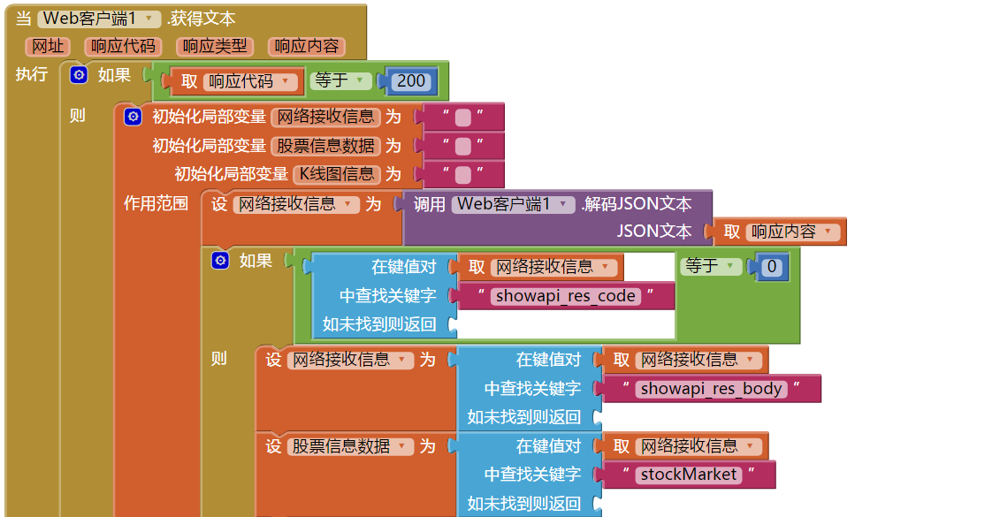 当 Web客户端1 .获得文本
网址 响应代码 响应类型 响应内容
执行 如果 取 响应代码 等于 200
则 初始化局部变量 网络接收信息 为 “ ”
初始化局部变量 股票信息数据 为 “ ”
初始化局部变量 K线图信息 为 “ ”
作用范围 设 网络接收信息 为 调用 Web客户端1 .解码JSON文本
JSON文本 取 响应内容
如果 在键值对 取 网络接收信息 等于 0
中查找关键字 “ showapi_res_code ”
如未找到则返回
则 设 网络接收信息 为 在键值对 取 网络接收信息
中查找关键字 “ showapi_res_body ”
如未找到则返回
设 股票信息数据 为 在键值对 取 网络接收信息
中查找关键字 “ stockMarket ”
如未找到则返回